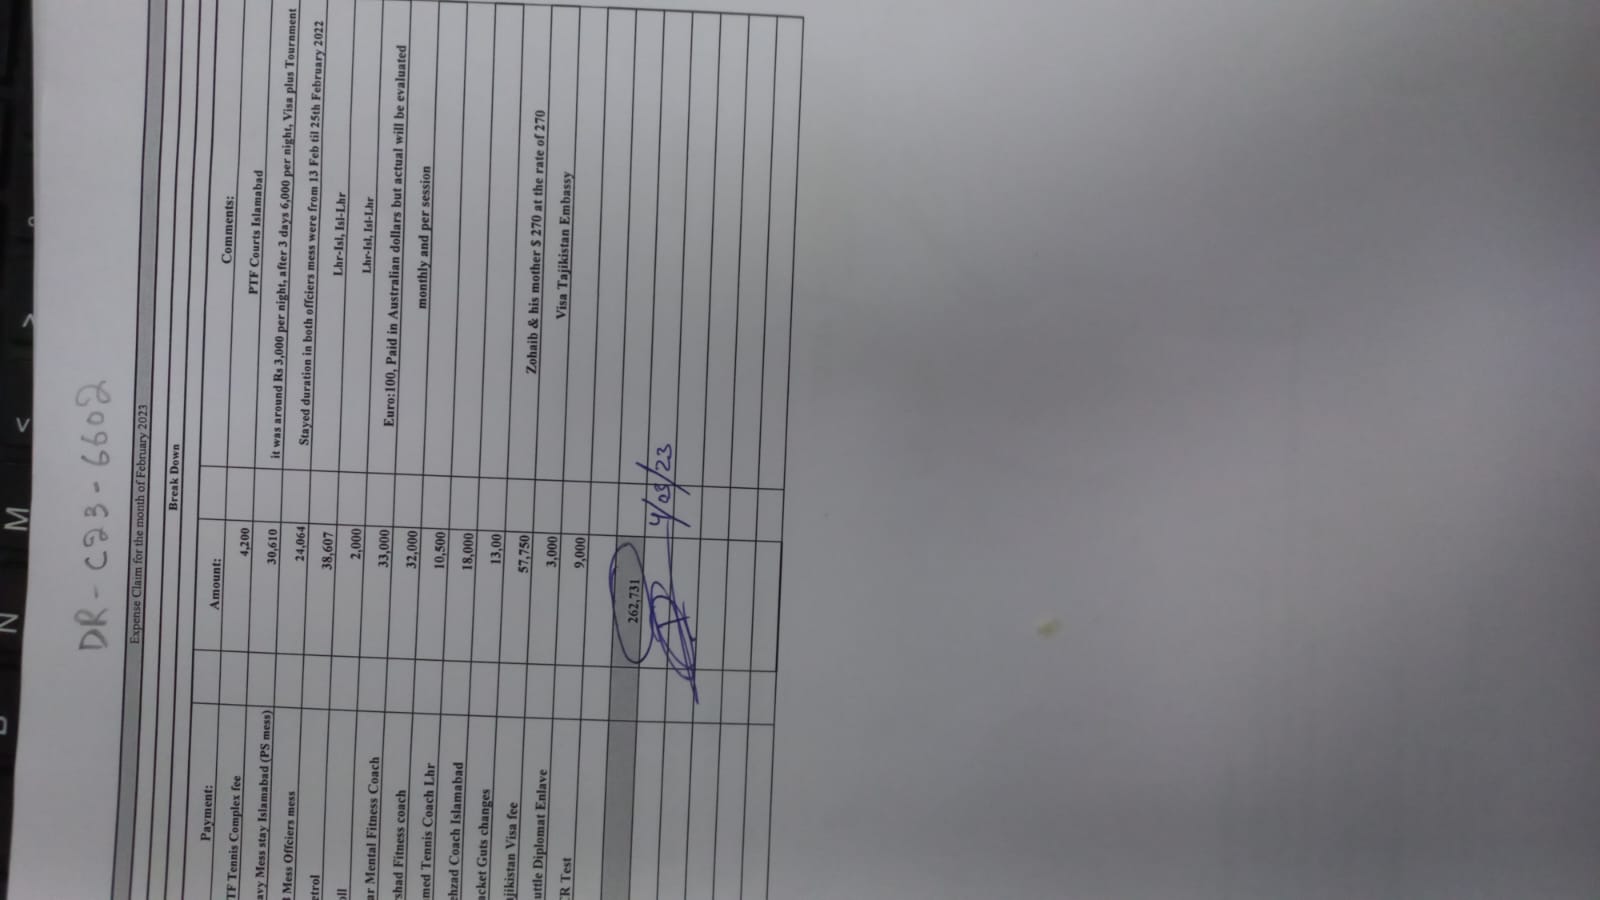 N M < >
DR-C23-6602
Expense Claim for the month of February 2023
Break Down
Payment: Amount: Comments:
TF Tennis Complex fee 4,200 PTF Courts Islamabad
avy Mess stay Islamabad (PS mess) 30,610 it was around Rs 3,000 per night, after 3 days 6,000 per night, Visa plus Tournment
Mess Offciers mess 24,064 Stayed duration in both offciers mess were from 13 Feb til 25th February 2022
etrol 38,607 Lhr-Isl, Isl-Lhr
oll 2,000 Lhr-Isl, Isl-Lhr
ar Mental Fitness Coach 33,000 Euro:100, Paid in Australian dollars but actual will be evaluated
shad Fitness coach 32,000 monthly and per session
med Tennis Coach Lhr 10,500
ehzad Coach Islamabad 18,000
acket Guts changes 13,00
ajikistan Visa fee 57,750 Zohaib & his mother $ 270 at the rate of 270
uttle Diplomat Enlave 3,000 Visa Tajikistan Embassy
CR Test 9,000
262,731
4/03/23